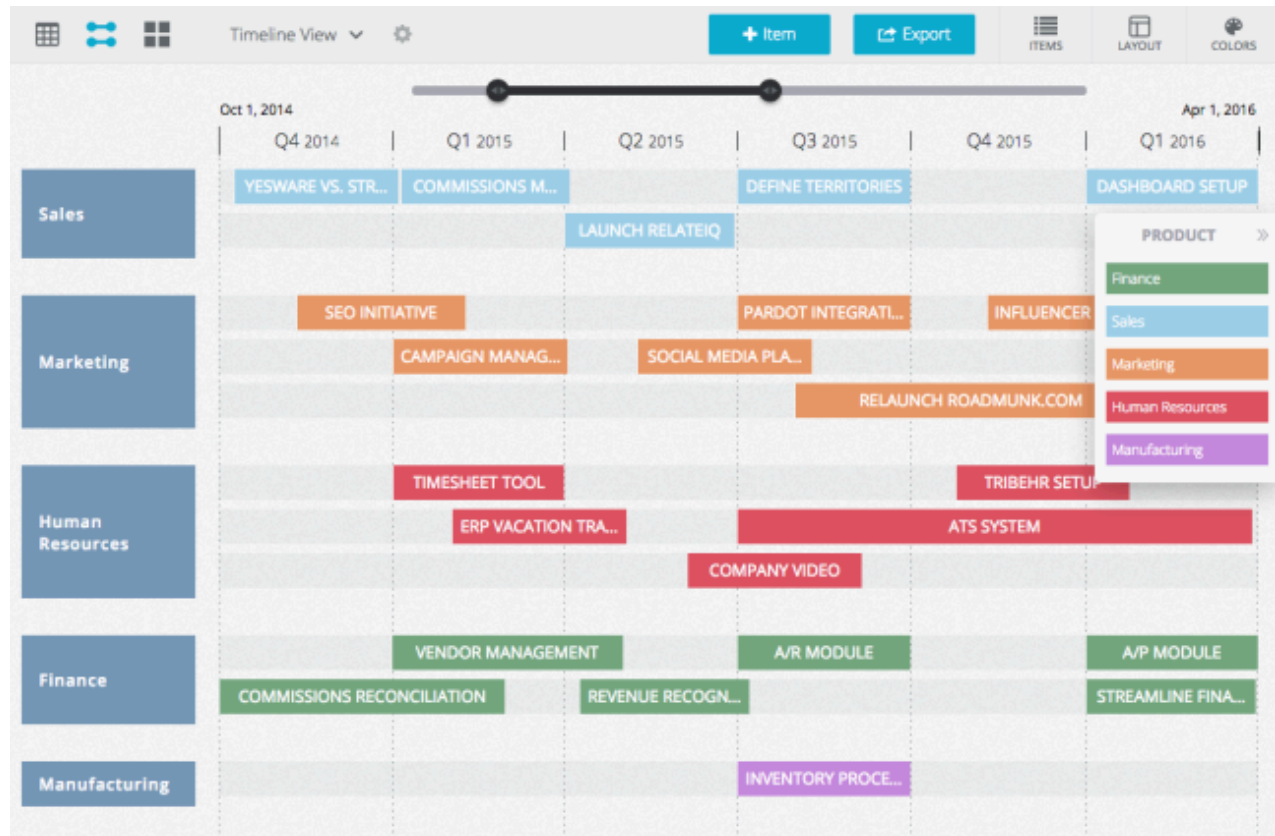 Timeline View
+ Item
Export
ITEMS
LAYOUT
COLORS
Oct 1, 2014
Apr 1, 2016
Q4 2014
Q1 2015
Q2 2015
Q3 2015
Q4 2015
Q1 2016
Sales
YESWARE VS. STR...
COMMISSIONS M...
DEFINE TERRITORIES
DASHBOARD SETUP
LAUNCH RELATEIQ
PRODUCT
Finance
Sales
Marketing
Human Resources
Manufacturing
Marketing
SEO INITIATIVE
PARDOT INTEGRATI...
INFLUENCER
CAMPAIGN MANAG...
SOCIAL MEDIA PLA...
RELAUNCH ROADMUNK.COM
Human
Resources
TIMESHEET TOOL
TRIBEHR SETUP
ERP VACATION TRA...
ATS SYSTEM
COMPANY VIDEO
Finance
VENDOR MANAGEMENT
A/R MODULE
A/P MODULE
COMMISSIONS RECONCILIATION
REVENUE RECOGN...
STREAMLINE FINA...
Manufacturing
INVENTORY PROCE...